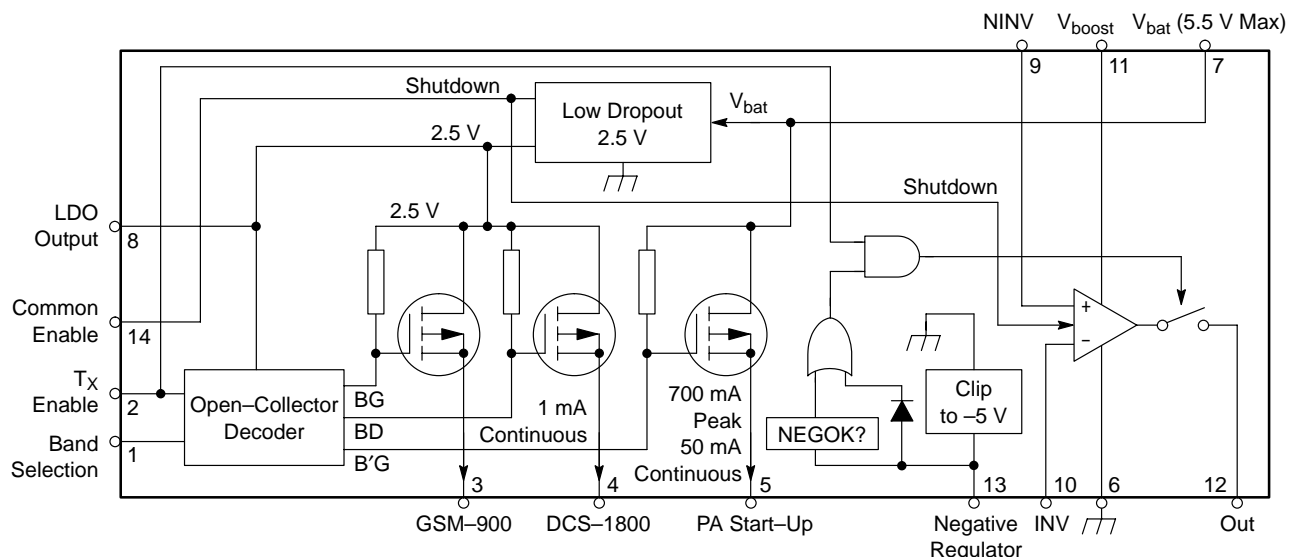 NINV
V_boost
V_bat (5.5 V Max)
9
11
7
Shutdown
Low Dropout
2.5 V
V_bat
2.5 V
Shutdown
LDO
Output
8
2.5 V
Common
Enable
14
+
–
T_X
Enable
2
Open–Collector
Decoder
BG
BD
B′G
1 mA
Continuous
700 mA
Peak
50 mA
Continuous
NEGOK?
Clip
to –5 V
Band
Selection
1
3
4
5
13
10
6
12
GSM–900
DCS–1800
PA Start–Up
Negative
Regulator
INV
Out